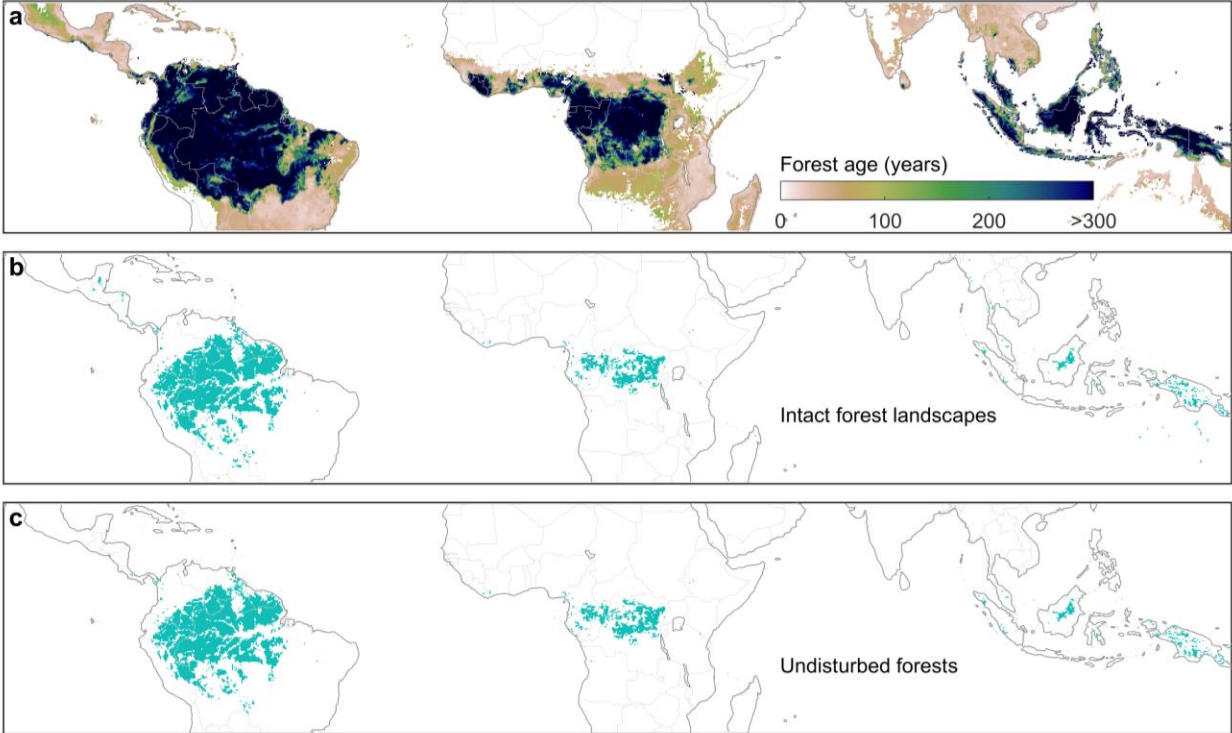 a
Forest age (years)
0 100 200 >300
b
Intact forest landscapes
c
Undisturbed forests